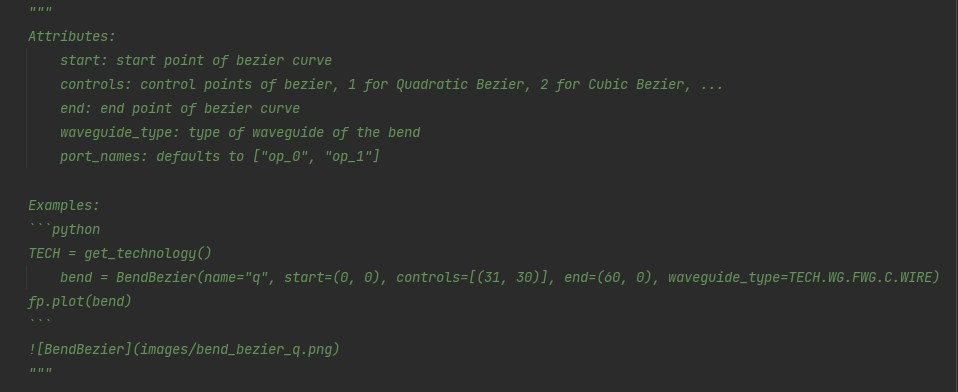 """
Attributes:
    start: start point of bezier curve
    controls: control points of bezier, 1 for Quadratic Bezier, 2 for Cubic Bezier, ...
    end: end point of bezier curve
    waveguide_type: type of waveguide of the bend
    port_names: defaults to ["op_0", "op_1"]

Examples:
```python
TECH = get_technology()
    bend = BendBezier(name="q", start=(0, 0), controls=[(31, 30)], end=(60, 0), waveguide_type=TECH.WG.FWG.C.WIRE)
fp.plot(bend)
```
![BendBezier](images/bend_bezier_q.png)
"""